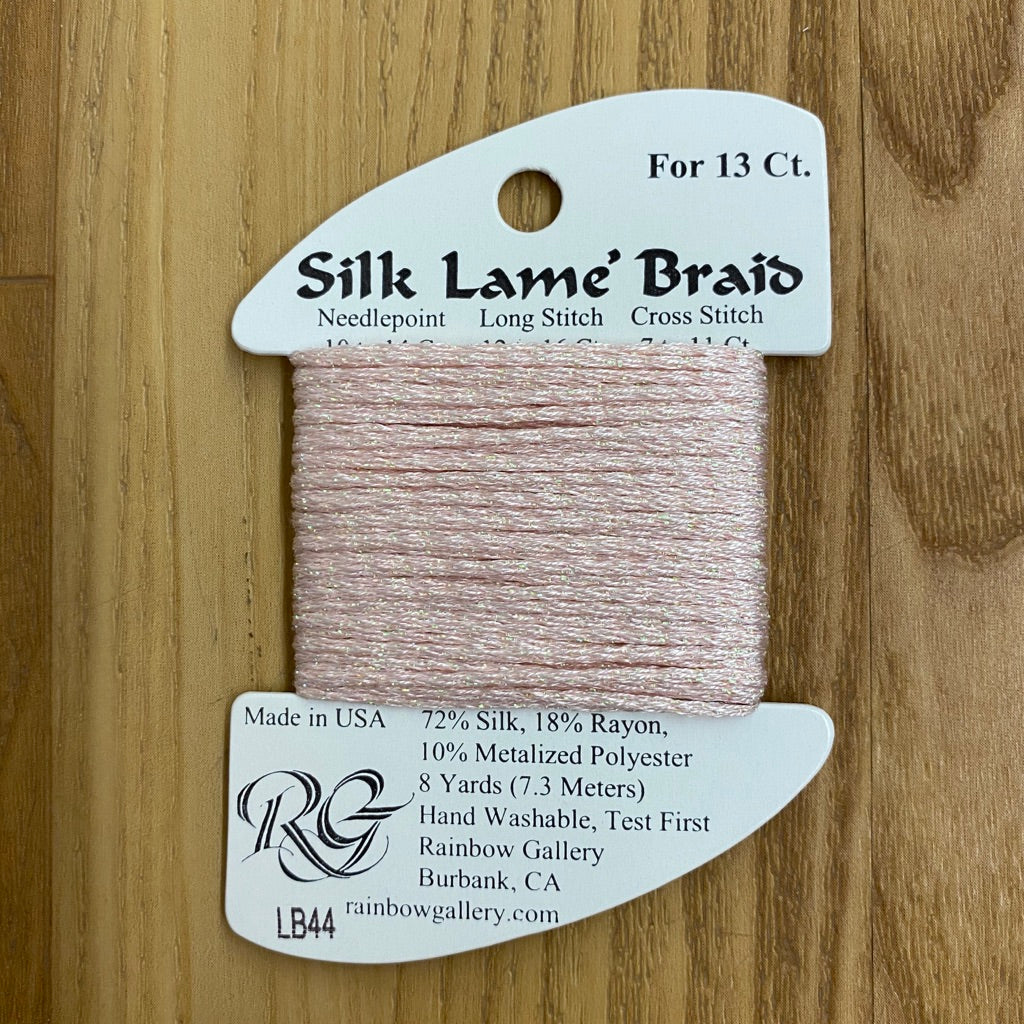 For 13 Ct.
Silk Lame' Braid
Needlepoint Long Stitch Cross Stitch
Made in USA 72% Silk, 18% Rayon,
10% Metalized Polyester
8 Yards (7.3 Meters)
Hand Washable, Test First
Rainbow Gallery
Burbank, CA
RG
rainbowgallery.com
LB44